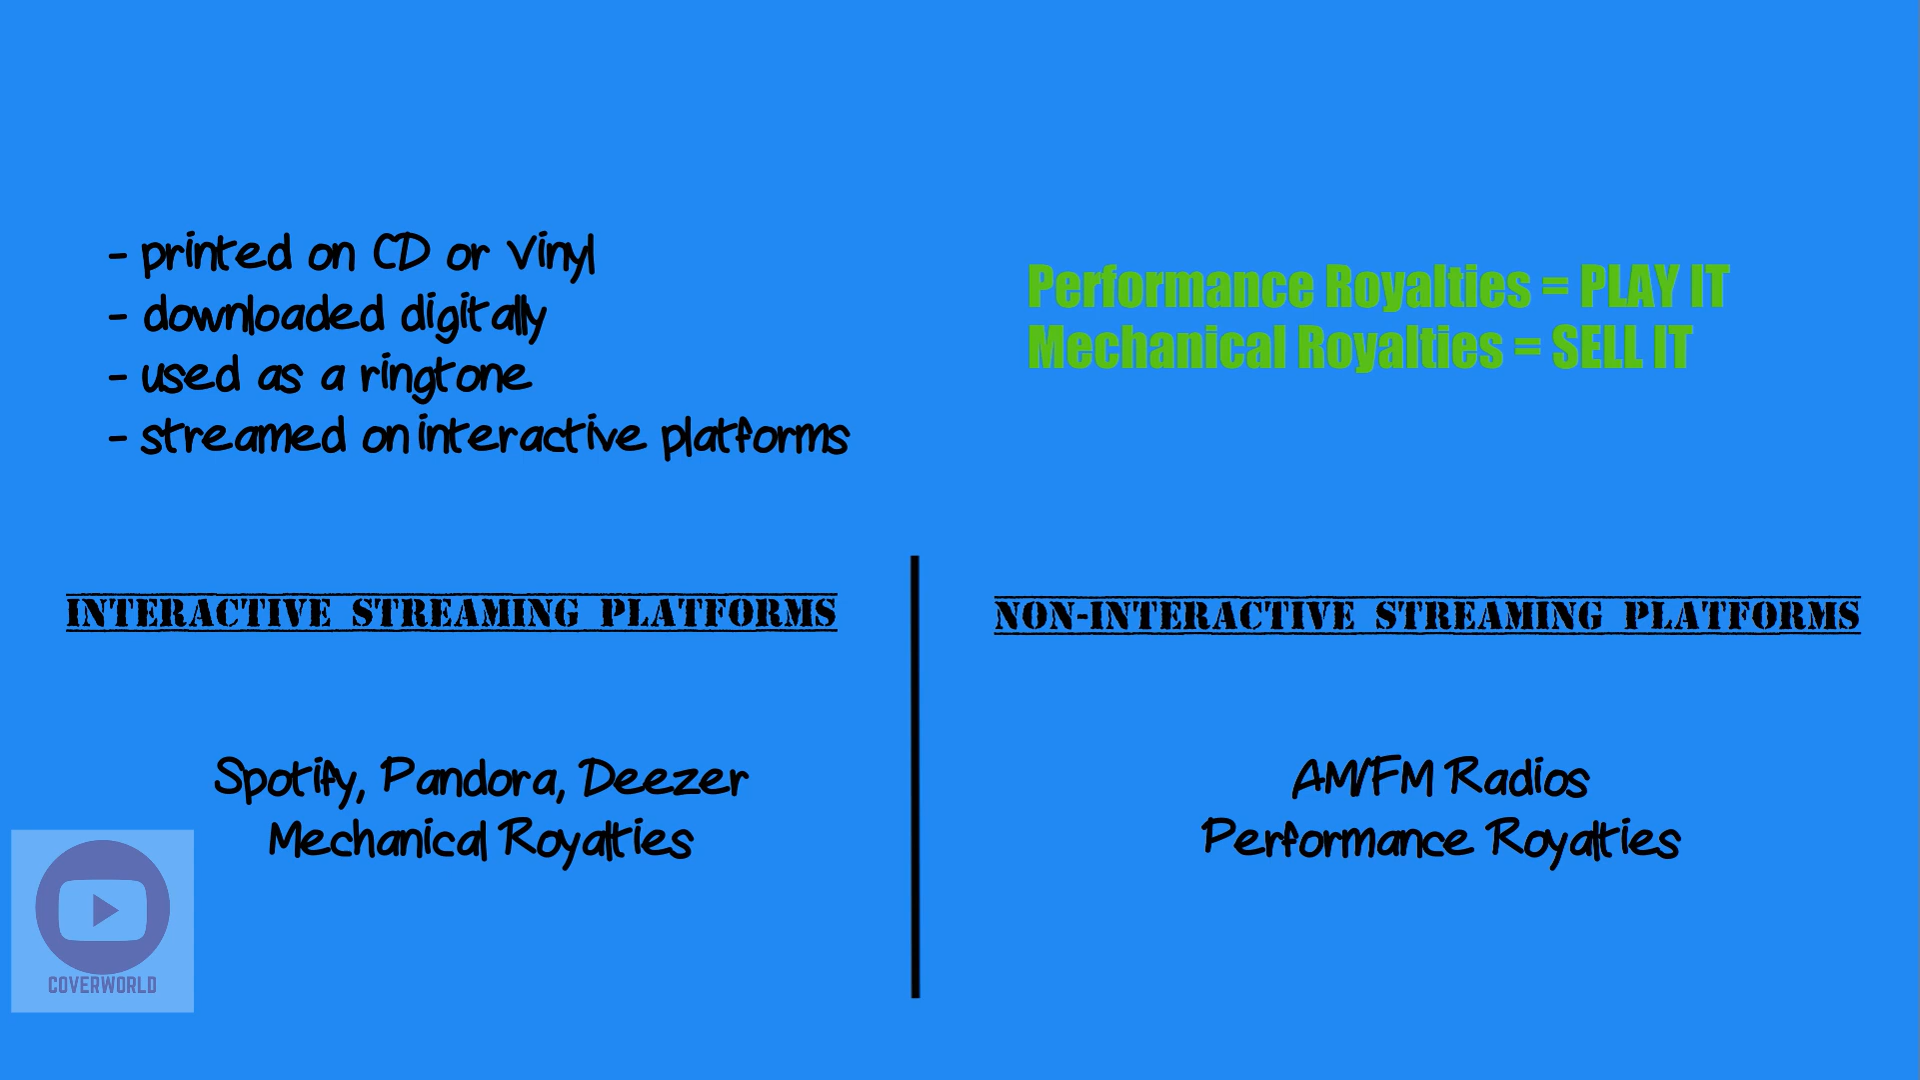 - printed on CD or Vinyl
- downloaded digitally
- used as a ringtone
- streamed on interactive platforms
Performance Royalties = PLAY IT
Mechanical Royalties = SELL IT
INTERACTIVE STREAMING PLATFORMS
Spotify, Pandora, Deezer
Mechanical Royalties
NON-INTERACTIVE STREAMING PLATFORMS
AM/FM Radios
Performance Royalties
COVERWORLD